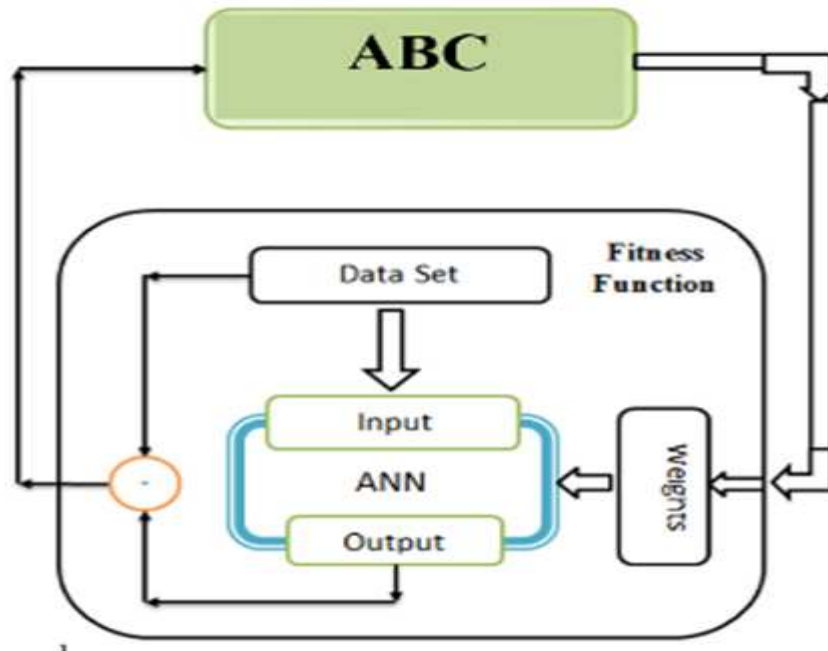 ABC
Fitness
Function
Data Set
Input
ANN
Weights
Output
-